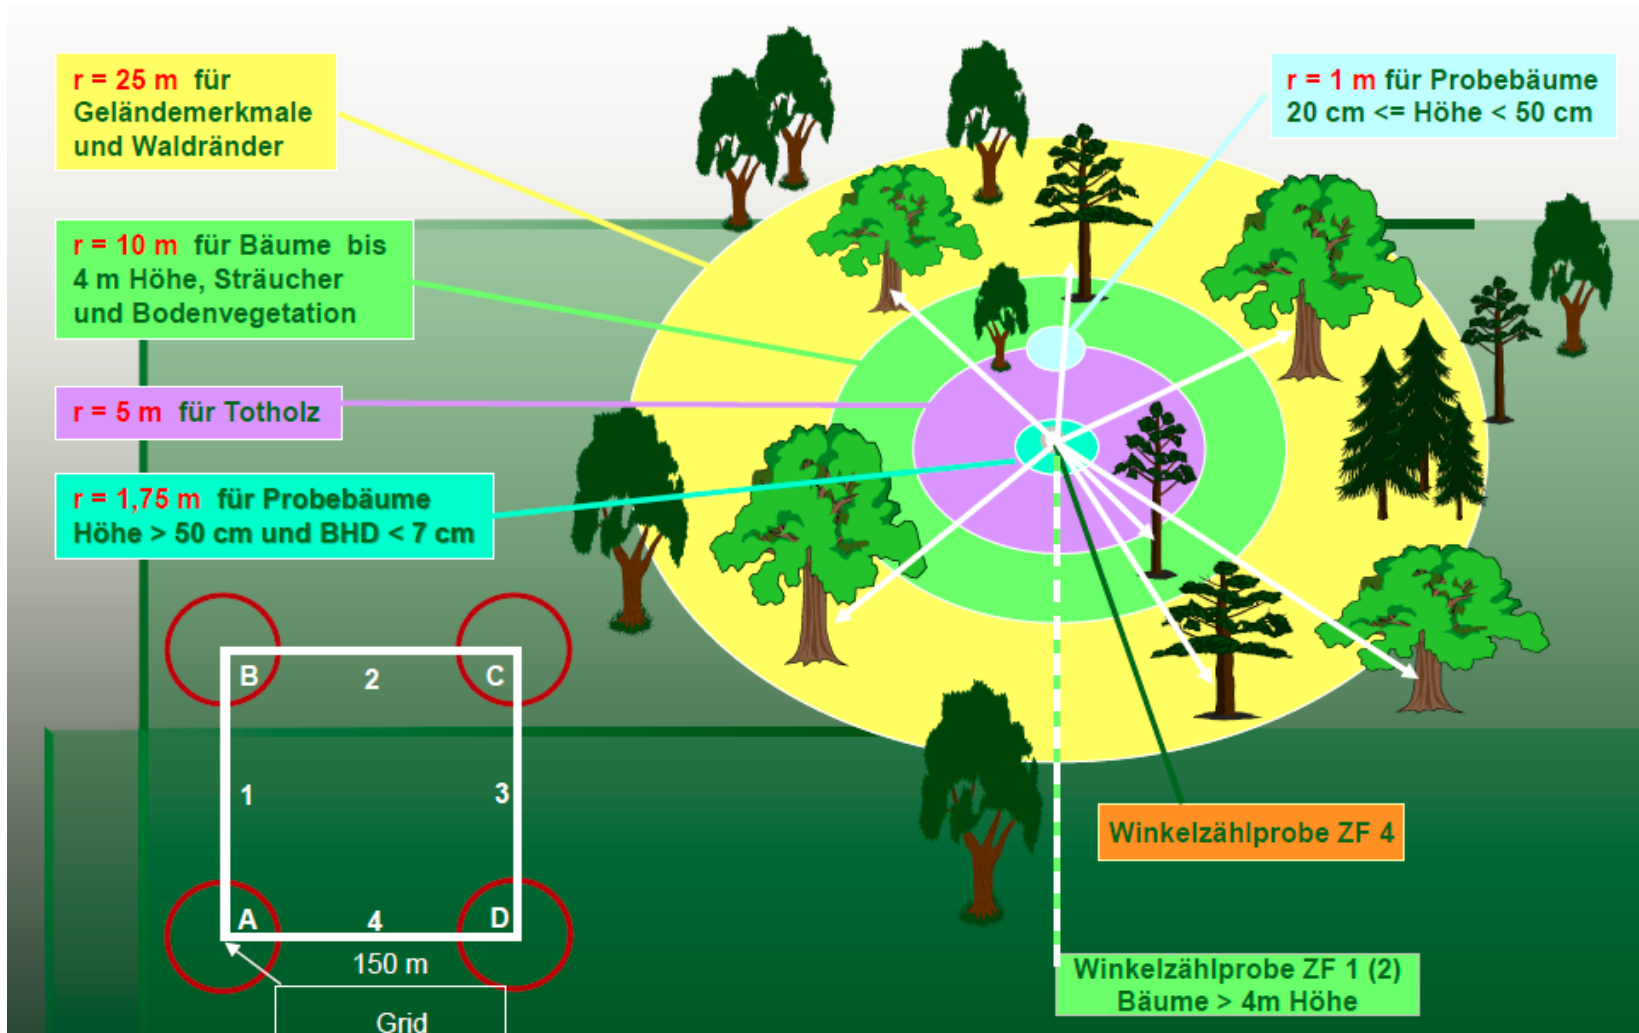 r = 25 m  für
Geländemerkmale
und Waldränder
r = 1 m für Probebäume
20 cm <= Höhe < 50 cm
r = 10 m  für Bäume  bis
4 m Höhe, Sträucher
und Bodenvegetation
r = 5 m  für Totholz
r = 1,75 m  für Probebäume
Höhe > 50 cm und BHD < 7 cm
B
2
C
1
3
A
4
D
150 m
Grid
Winkelzählprobe ZF 4
Winkelzählprobe ZF 1 (2)
Bäume > 4m Höhe